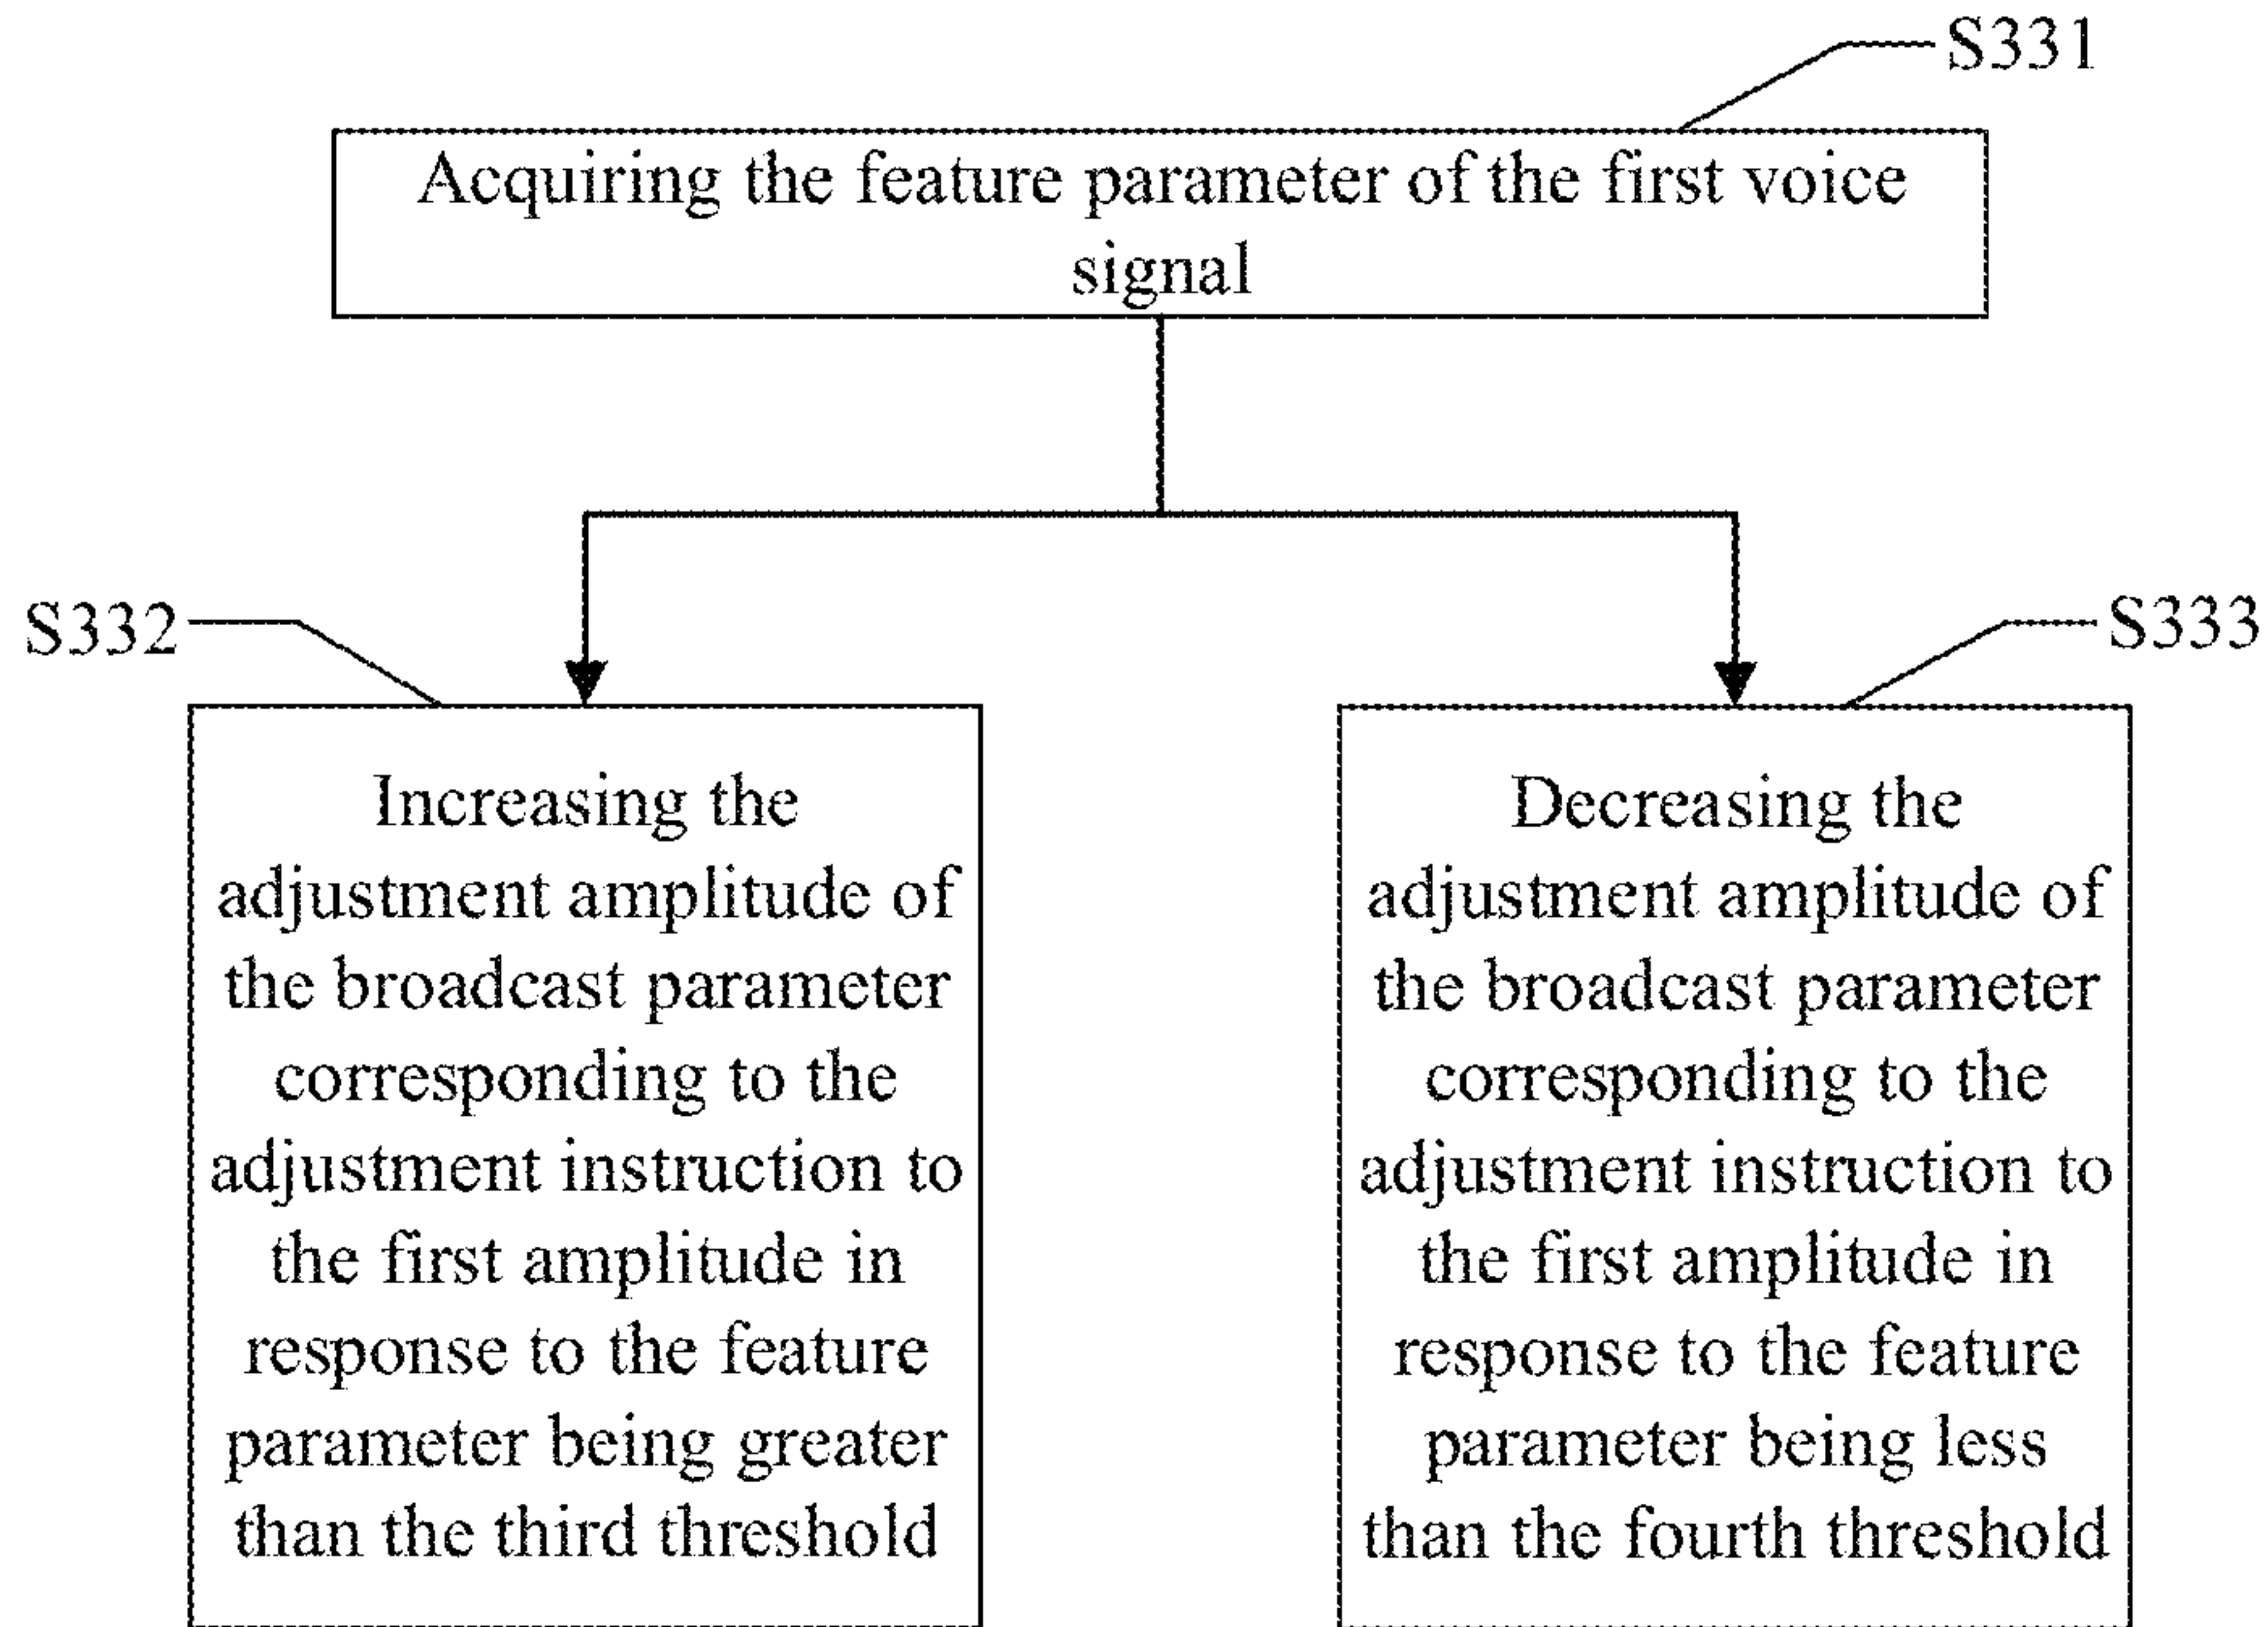 S331
Acquiring the feature parameter of the first voice
signal
S332
Increasing the
adjustment amplitude of
the broadcast parameter
corresponding to the
adjustment instruction to
the first amplitude in
response to the feature
parameter being greater
than the third threshold
S333
Decreasing the
adjustment amplitude of
the broadcast parameter
corresponding to the
adjustment instruction to
the first amplitude in
response to the feature
parameter being less
than the fourth threshold